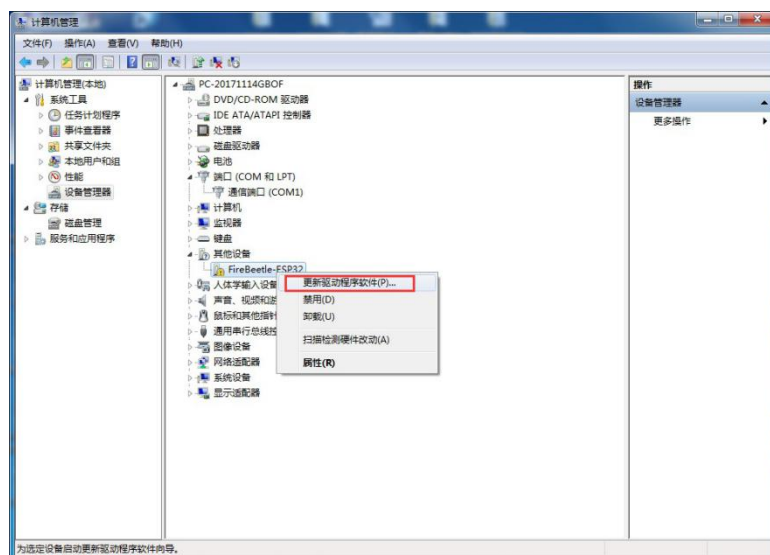 计算机管理
文件(F) 操作(A) 查看(V) 帮助(H)
计算机管理(本地)
系统工具
任务计划程序
事件查看器
共享文件夹
本地用户和组
性能
设备管理器
存储
磁盘管理
服务和应用程序
PC-20171114GBOF
DVD/CD-ROM 驱动器
IDE ATA/ATAPI 控制器
处理器
磁盘驱动器
电池
端口 (COM 和 LPT)
通信端口 (COM1)
计算机
监视器
键盘
其他设备
FireBeetle-ESP32
人体学输入设备
声音、视频和游
鼠标和其他指针
通用串行总线控
图像设备
网络适配器
系统设备
显示适配器
更新驱动程序软件(P)...
禁用(D)
卸载(U)
扫描检测硬件改动(A)
属性(R)
操作
设备管理器
更多操作
为选定设备启动更新驱动程序软件向导。